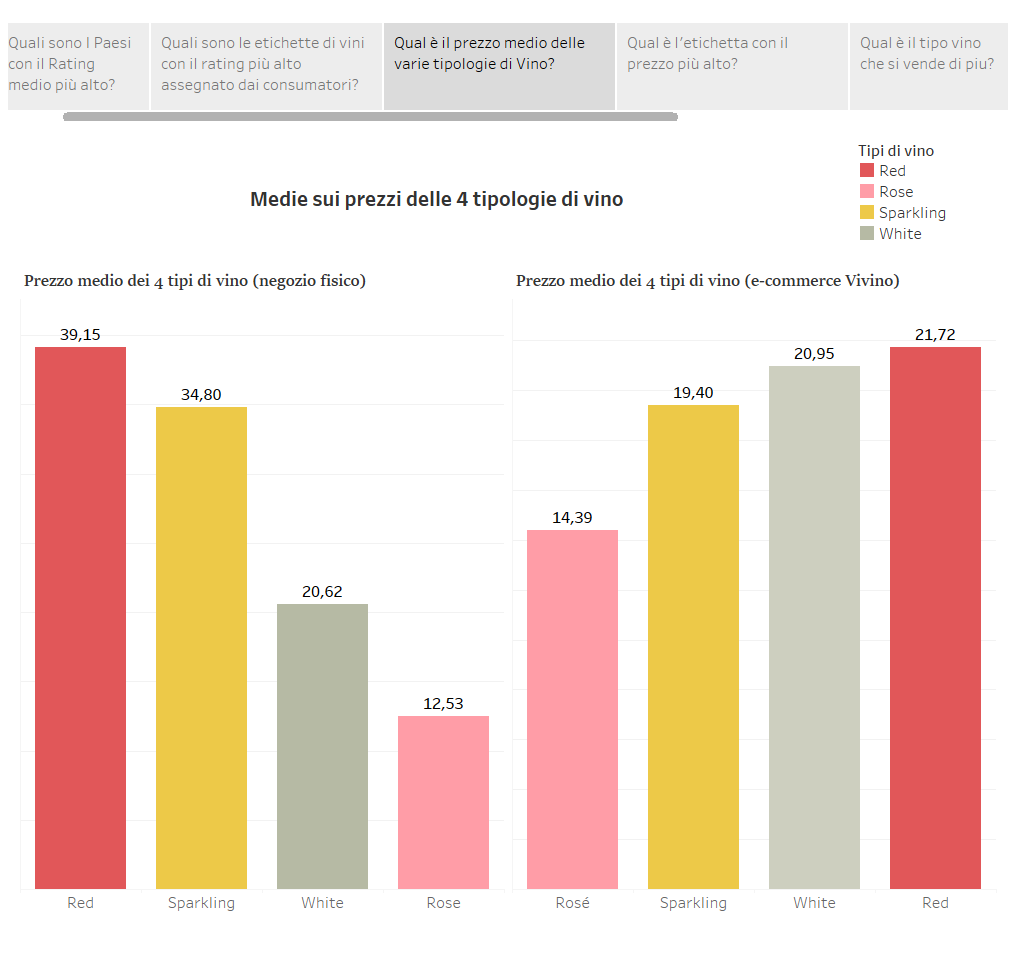 Quali sono I Paesi
con il Rating
medio più alto?
Quali sono le etichette di vini
con il rating più alto
assegnato dai consumatori?
Qual è il prezzo medio delle
varie tipologie di Vino?
Qual è l'etichetta con il
prezzo più alto?
Qual è il tipo vino
che si vende di piu?
Tipi di vino
Red
Rose
Sparkling
White
Medie sui prezzi delle 4 tipologie di vino
Prezzo medio dei 4 tipi di vino (negozio fisico)
39,15
34,80
20,62
12,53
Red
Sparkling
White
Rose
Prezzo medio dei 4 tipi di vino (e-commerce Vivino)
14,39
19,40
20,95
21,72
Rosé
Sparkling
White
Red